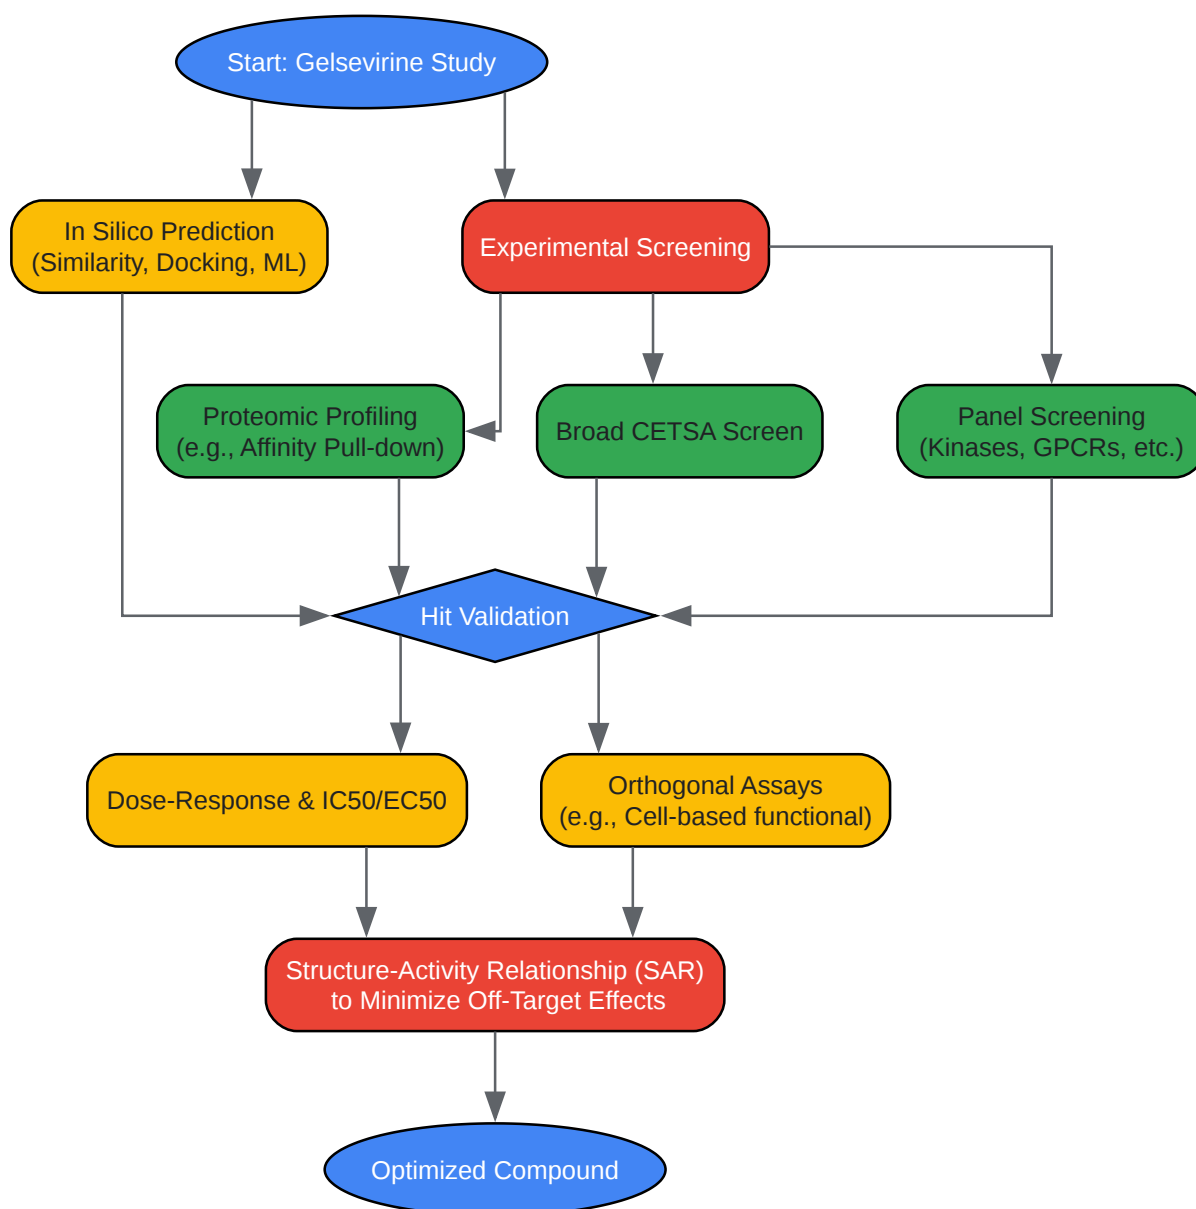 Start: Gelsevirine Study
In Silico Prediction
(Similarity, Docking, ML)
Experimental Screening
Proteomic Profiling
(e.g., Affinity Pull-down)
Broad CETSA Screen
Panel Screening
(Kinases, GPCRs, etc.)
Hit Validation
Dose-Response & IC50/EC50
Orthogonal Assays
(e.g., Cell-based functional)
Structure-Activity Relationship (SAR)
to Minimize Off-Target Effects
Optimized Compound